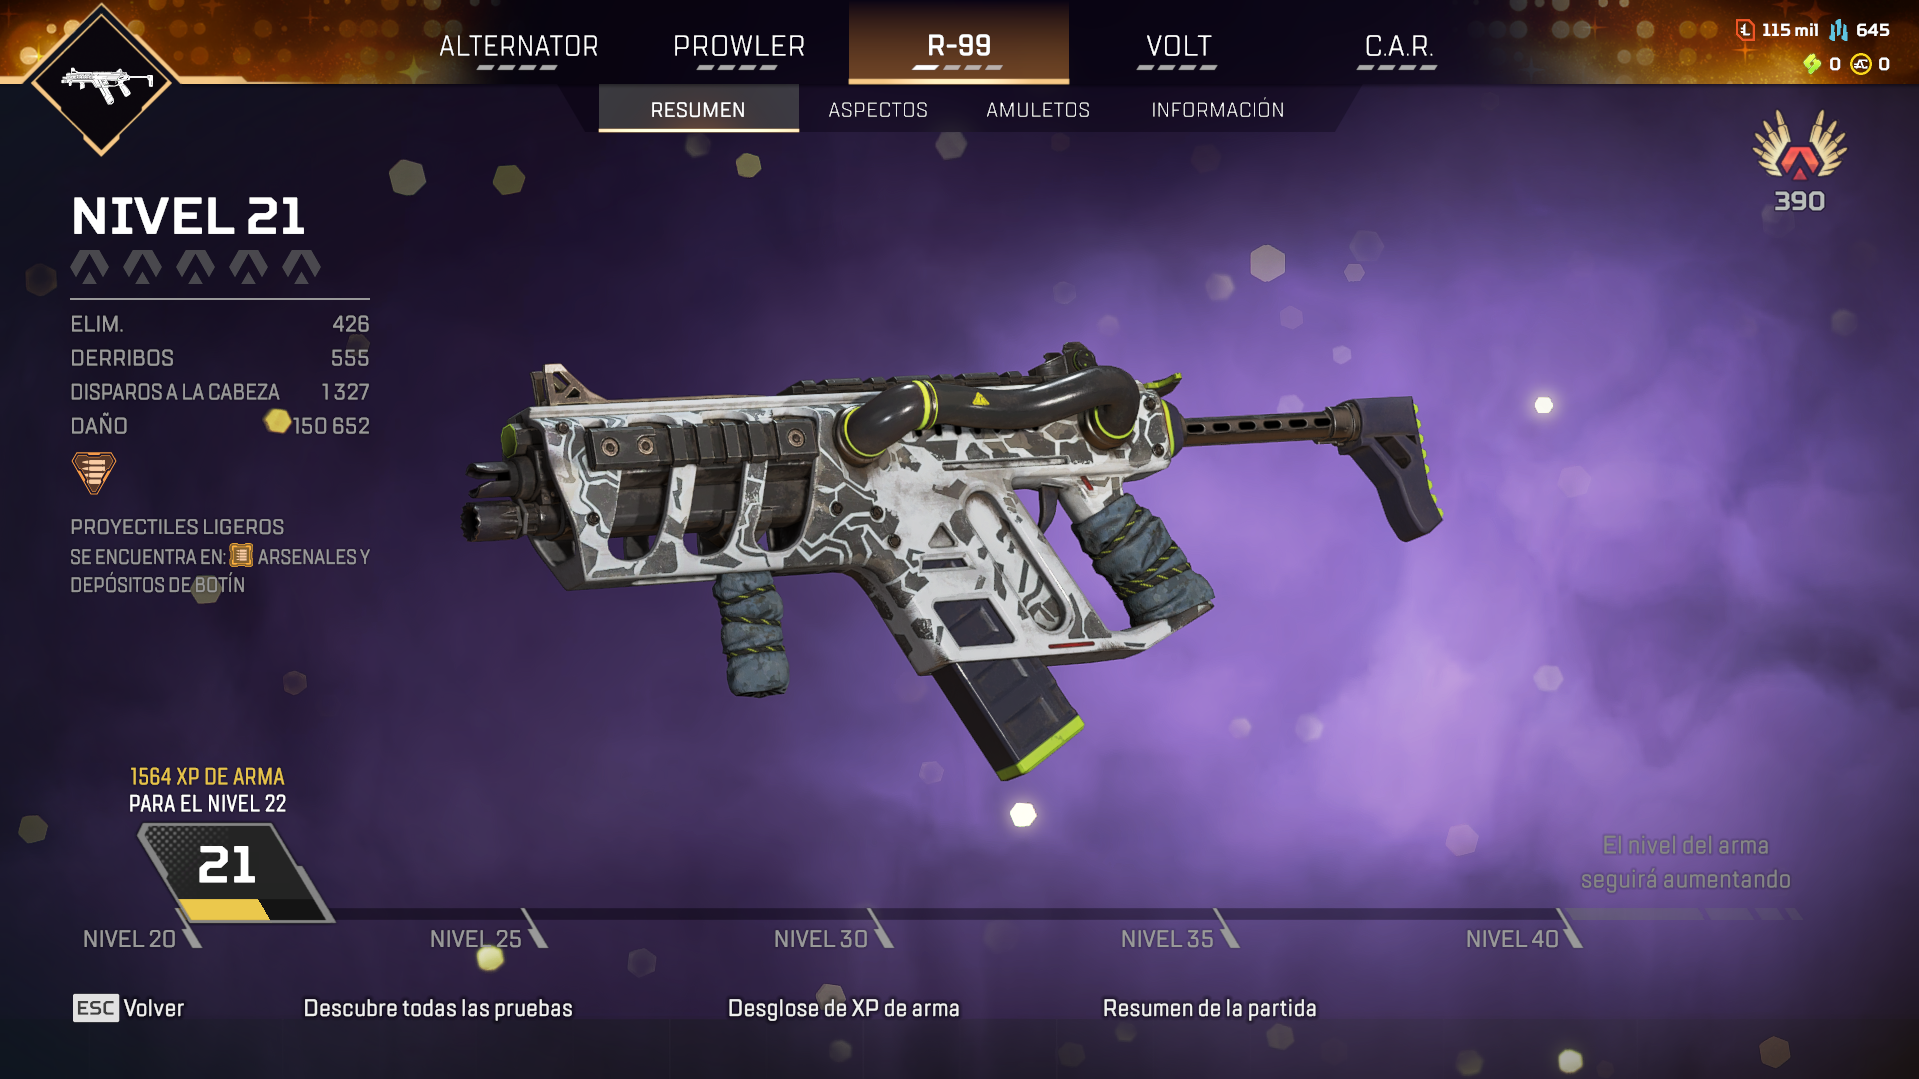 ALTERNATOR
PROWLER
R-99
VOLT
C.A.R.
115 mil
645
0
0
RESUMEN
ASPECTOS
AMULETOS
INFORMACIÓN
390
NIVEL 21
ELIM. 426
DERRIBOS 555
DISPAROS A LA CABEZA 1 327
DAÑO 150 652
PROYECTILES LIGEROS
SE ENCUENTRA EN: ARSENALES Y
DEPÓSITOS DE BOTÍN
1564 XP DE ARMA
PARA EL NIVEL 22
21
El nivel del arma
seguirá aumentando
NIVEL 20
NIVEL 25
NIVEL 30
NIVEL 35
NIVEL 40
ESC Volver
Descubre todas las pruebas
Desglose de XP de arma
Resumen de la partida